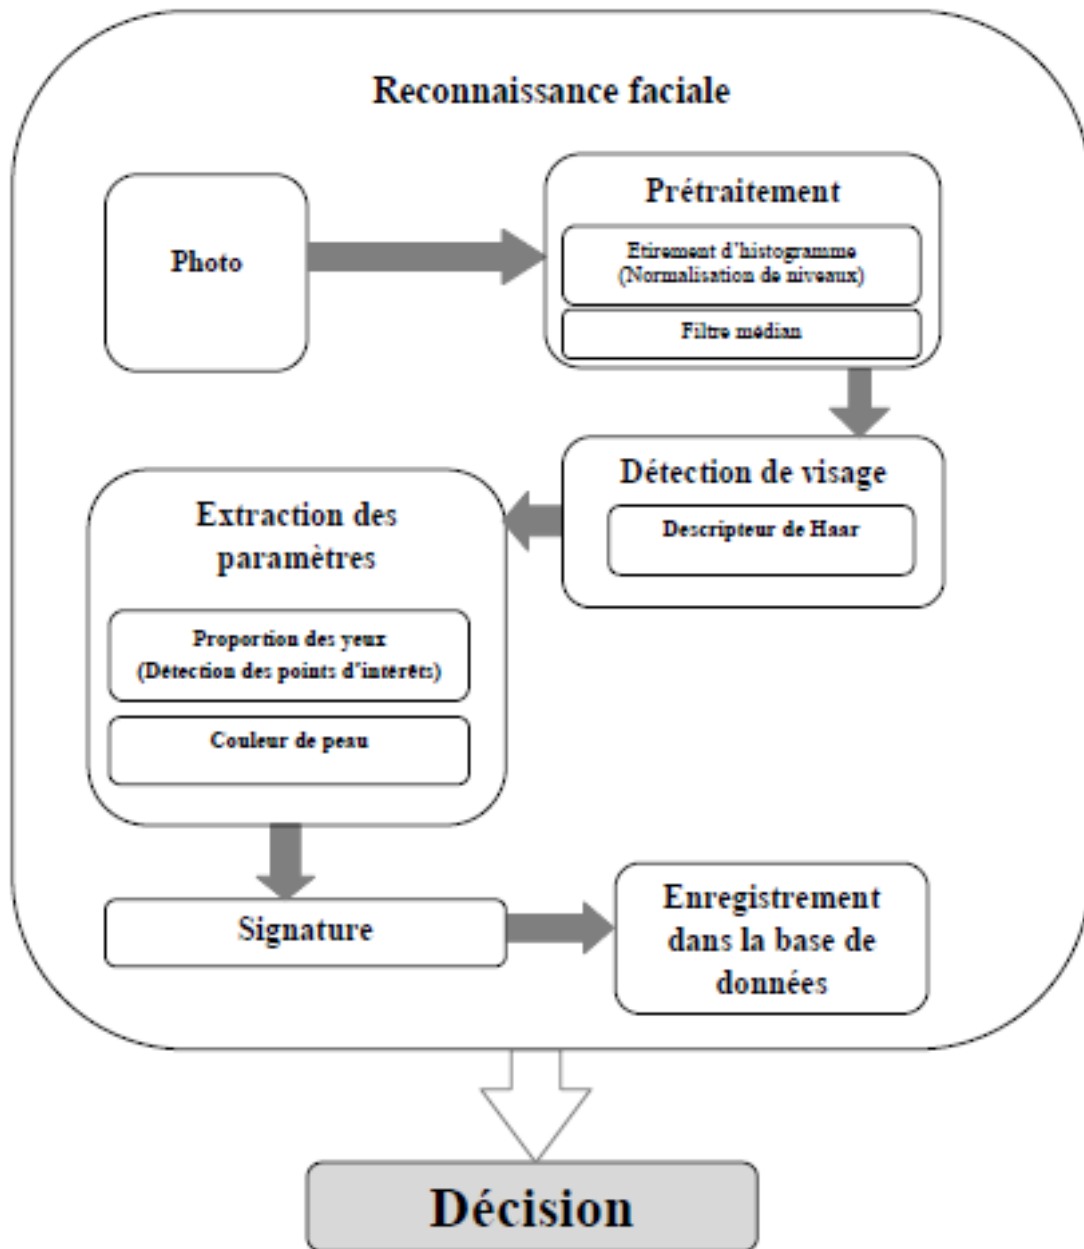 Reconnaissance faciale
Photo
Prétraitement
Etirement d'histogramme
(Normalisation de niveaux)
Filtre médian
Détection de visage
Descripteur de Haar
Extraction des
paramètres
Proportion des yeux
(Détection des points d'intérêts)
Couleur de peau
Signature
Enregistrement
dans la base de
données
Décision